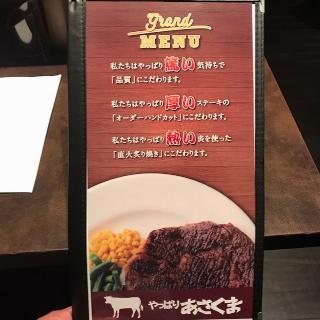 grand
MENU
私たちはやっぱり篤い気持ちで
「品質」にこだわります。
私たちはやっぱり厚いステーキの
「オーダーハンドカット」にこだわります。
私たちはやっぱり熱い炎を使った
「直火炙り焼き」にこだわります。
やっぱりあさくま